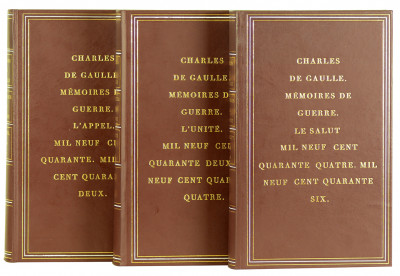 CHARLES
DE GAULLE.
MÉMOIRES D
GUERRE.
L'APPEL
MIL NEUF CE
QUARANTE. MI
CENT QUARA
DEUX.
CHARLES
DE GAULLE.
MÉMOIRES D
GUERRE.
L'UNITÉ.
MIL NEUF CE
QUARANTE DEUX
NEUF CENT QUAR
QUATRE.
CHARLES
DE GAULLE.
MÉMOIRES DE
GUERRE.
LE SALUT
MIL NEUF CENT
QUARANTE QUATRE. MIL
NEUF CENT QUARANTE
SIX.